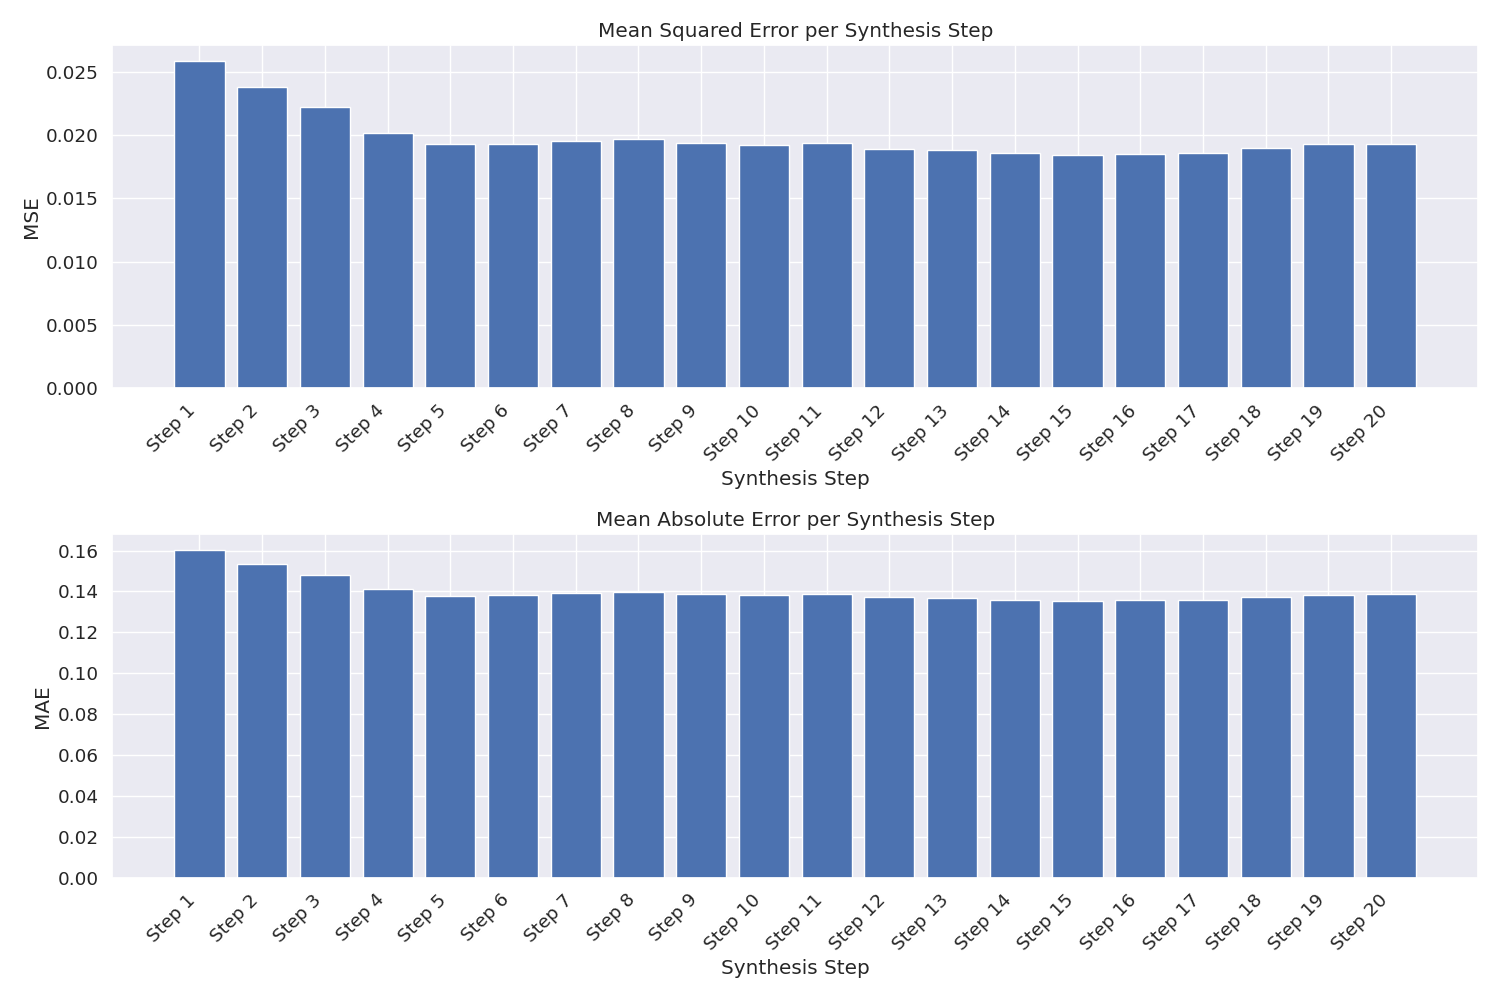 Mean Squared Error per Synthesis Step
MSE
0.025
0.020
0.015
0.010
0.005
0.000
Step 1
Step 2
Step 3
Step 4
Step 5
Step 6
Step 7
Step 8
Step 9
Step 10
Step 11
Step 12
Step 13
Step 14
Step 15
Step 16
Step 17
Step 18
Step 19
Step 20
Synthesis Step
Mean Absolute Error per Synthesis Step
MAE
0.16
0.14
0.12
0.10
0.08
0.06
0.04
0.02
0.00
Step 1
Step 2
Step 3
Step 4
Step 5
Step 6
Step 7
Step 8
Step 9
Step 10
Step 11
Step 12
Step 13
Step 14
Step 15
Step 16
Step 17
Step 18
Step 19
Step 20
Synthesis Step